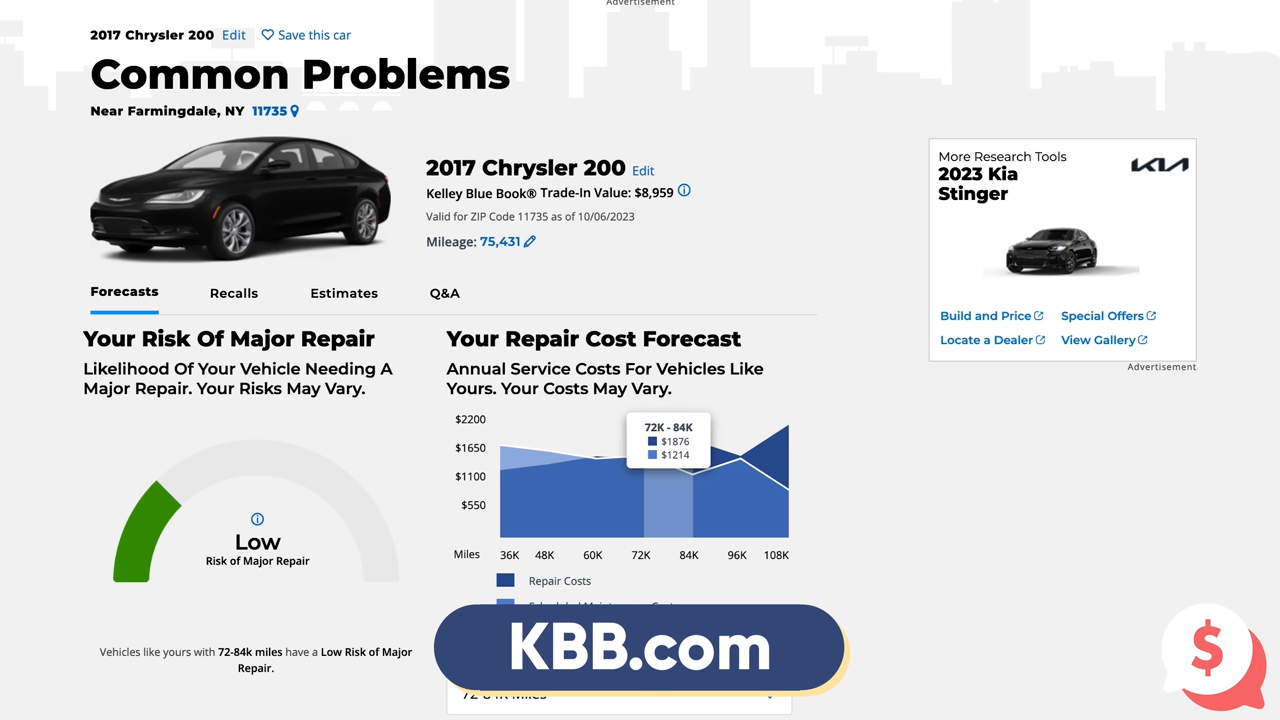 Advertisement
2017 Chrysler 200 Edit Save this car
Common Problems
Near Farmingdale, NY 11735
2017 Chrysler 200 Edit
Kelley Blue Book® Trade-In Value: $8,959
Valid for ZIP Code 11735 as of 10/06/2023
Mileage: 75,431
More Research Tools
KIA
2023 Kia
Stinger
Build and Price Special Offers
Locate a Dealer View Gallery
Advertisement
Forecasts Recalls Estimates Q&A
Your Risk Of Major Repair
Likelihood Of Your Vehicle Needing A
Major Repair. Your Risks May Vary.
Low
Risk of Major Repair
Vehicles like yours with 72-84k miles have a Low Risk of Major
Repair.
Your Repair Cost Forecast
Annual Service Costs For Vehicles Like
Yours. Your Costs May Vary.
$2200
$1650
$1100
$550
72K - 84K
$1876
$1214
Miles 36K 48K 60K 72K 84K 96K 108K
Repair Costs
KBB.com
$